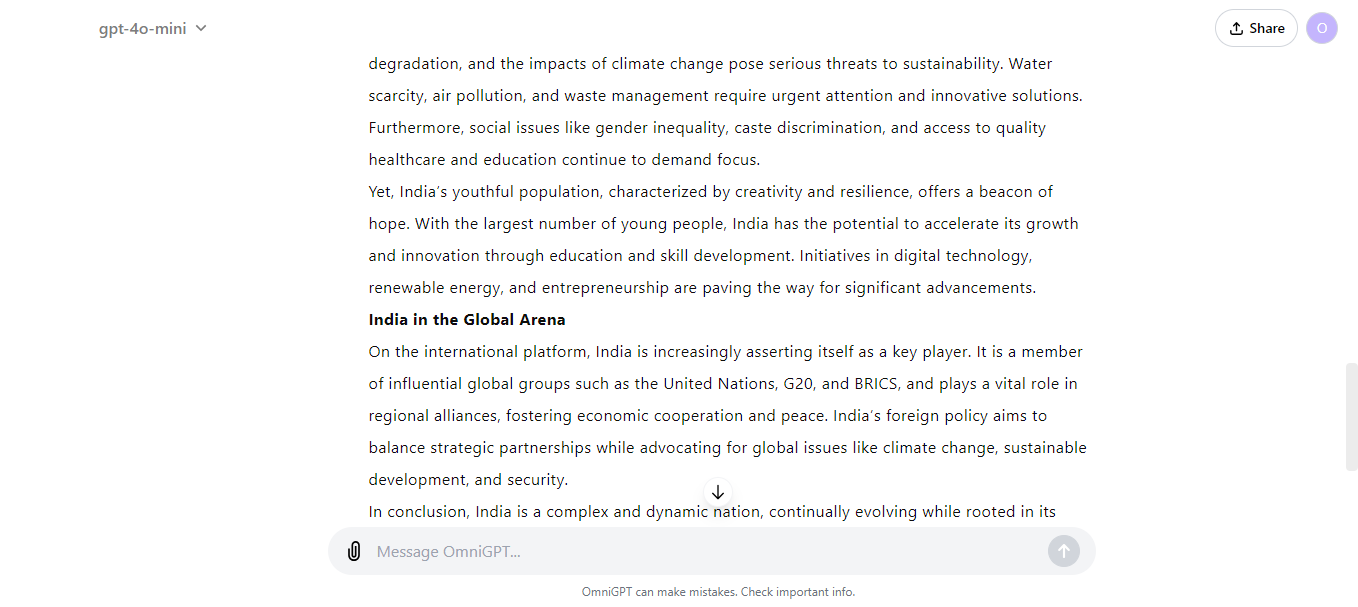 gpt-4o-mini
Share
O
degradation, and the impacts of climate change pose serious threats to sustainability. Water
scarcity, air pollution, and waste management require urgent attention and innovative solutions.
Furthermore, social issues like gender inequality, caste discrimination, and access to quality
healthcare and education continue to demand focus.
Yet, India’s youthful population, characterized by creativity and resilience, offers a beacon of
hope. With the largest number of young people, India has the potential to accelerate its growth
and innovation through education and skill development. Initiatives in digital technology,
renewable energy, and entrepreneurship are paving the way for significant advancements.
India in the Global Arena
On the international platform, India is increasingly asserting itself as a key player. It is a member
of influential global groups such as the United Nations, G20, and BRICS, and plays a vital role in
regional alliances, fostering economic cooperation and peace. India’s foreign policy aims to
balance strategic partnerships while advocating for global issues like climate change, sustainable
development, and security.
In conclusion, India is a complex and dynamic nation, continually evolving while rooted in its
Message OmniGPT...
OmniGPT can make mistakes. Check important info.